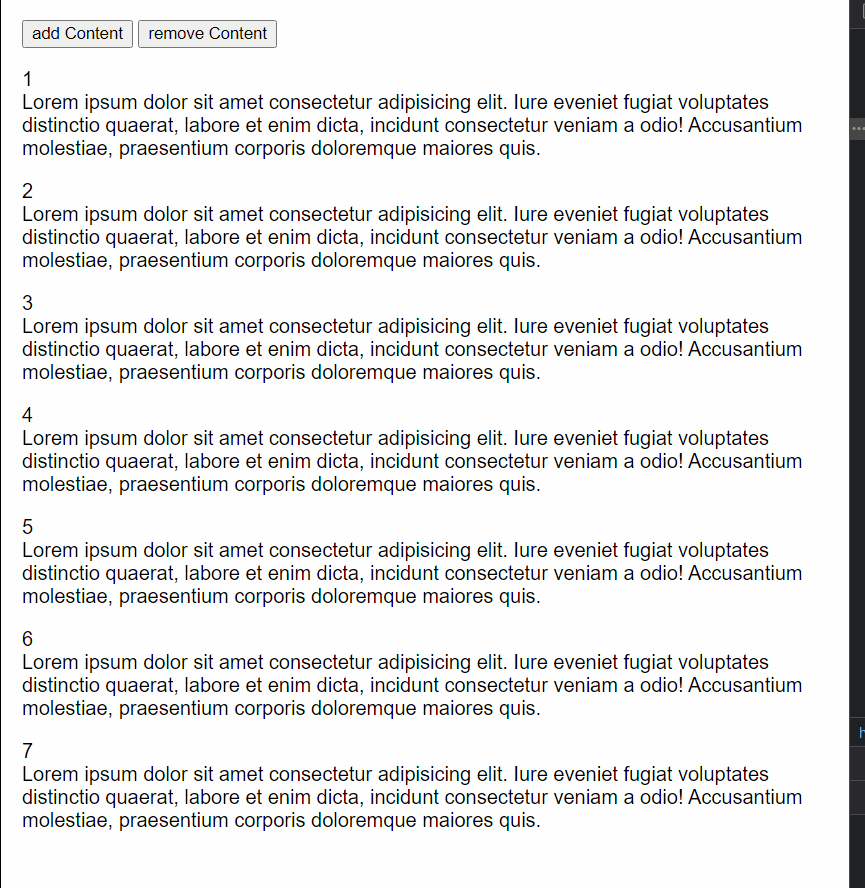 add Content remove Content
1
Lorem ipsum dolor sit amet consectetur adipisicing elit. Iure eveniet fugiat voluptates
distinctio quaerat, labore et enim dicta, incidunt consectetur veniam a odio! Accusantium
molestiae, praesentium corporis doloremque maiores quis.
2
Lorem ipsum dolor sit amet consectetur adipisicing elit. Iure eveniet fugiat voluptates
distinctio quaerat, labore et enim dicta, incidunt consectetur veniam a odio! Accusantium
molestiae, praesentium corporis doloremque maiores quis.
3
Lorem ipsum dolor sit amet consectetur adipisicing elit. Iure eveniet fugiat voluptates
distinctio quaerat, labore et enim dicta, incidunt consectetur veniam a odio! Accusantium
molestiae, praesentium corporis doloremque maiores quis.
4
Lorem ipsum dolor sit amet consectetur adipisicing elit. Iure eveniet fugiat voluptates
distinctio quaerat, labore et enim dicta, incidunt consectetur veniam a odio! Accusantium
molestiae, praesentium corporis doloremque maiores quis.
5
Lorem ipsum dolor sit amet consectetur adipisicing elit. Iure eveniet fugiat voluptates
distinctio quaerat, labore et enim dicta, incidunt consectetur veniam a odio! Accusantium
molestiae, praesentium corporis doloremque maiores quis.
6
Lorem ipsum dolor sit amet consectetur adipisicing elit. Iure eveniet fugiat voluptates
distinctio quaerat, labore et enim dicta, incidunt consectetur veniam a odio! Accusantium
molestiae, praesentium corporis doloremque maiores quis.
7
Lorem ipsum dolor sit amet consectetur adipisicing elit. Iure eveniet fugiat voluptates
distinctio quaerat, labore et enim dicta, incidunt consectetur veniam a odio! Accusantium
molestiae, praesentium corporis doloremque maiores quis.